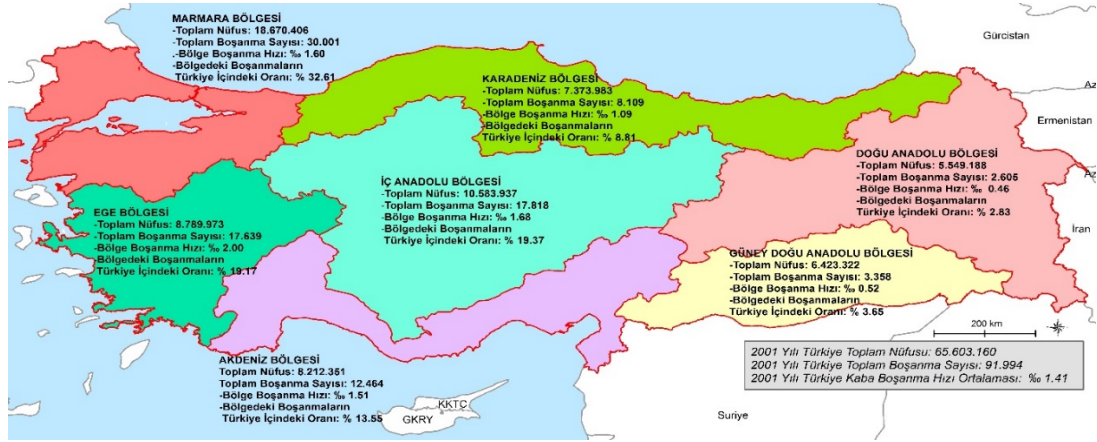 MARMARA BÖLGESİ
-Toplam Nüfus: 18.670.406
-Toplam Boşanma Sayısı: 30.001
.-Bölge Boşanma Hızı: ‰ 1.60
-Bölgedeki Boşanmaların
Türkiye İçindeki Oranı: % 32.61
Gürcistan
KARADENİZ BÖLGESİ
-Toplam Nüfus: 7.373.983
-Toplam Boşanma Sayısı: 8.109
-Bölge Boşanma Hızı: ‰ 1.09
-Bölgedeki Boşanmaların
Türkiye İçindeki Oranı: % 8.81
Az
Ermenistan
Az
İran
DOĞU ANADOLU BÖLGESİ
-Toplam Nüfus: 5.549.188
-Toplam Boşanma Sayısı: 2.605
-Bölge Boşanma Hızı: ‰ 0.46
-Bölgedeki Boşanmaların
Türkiye İçindeki Oranı: % 2.83
İÇ ANADOLU BÖLGESİ
-Toplam Nüfus: 10.583.937
-Toplam Boşanma Sayısı: 17.818
-Bölge Boşanma Hızı: ‰ 1.68
-Bölgedeki Boşanmaların
Türkiye İçindeki Oranı: % 19.37
EGE BÖLGESİ
-Toplam Nüfus: 8.789.973
-Toplam Boşanma Sayısı: 17.639
-Bölge Boşanma Hızı: ‰ 2.00
-Bölgedeki Boşanmaların
Türkiye İçindeki Oranı: % 19.17
GÜNEY DOĞU ANADOLU BÖLGESİ
-Toplam Nüfus: 6.423.322
-Toplam Boşanma Sayısı: 3.358
-Bölge Boşanma Hızı: ‰ 0.52
-Bölgedeki Boşanmaların
Türkiye İçindeki Oranı: % 3.65
200 km
AKDENİZ BÖLGESİ
Toplam Nüfus: 8.212.351
Toplam Boşanma Sayısı: 12.464
-Bölge Boşanma Hızı: ‰ 1.51
-Bölgedeki Boşanmaların
Türkiye İçindeki Oranı: % 13.55
KKTC
GKRY
Suriye
2001 Yılı Türkiye Toplam Nüfusu: 65.603.160
2001 Yılı Türkiye Toplam Boşanma Sayısı: 91.994
2001 Yılı Türkiye Kaba Boşanma Hızı Ortalaması: ‰ 1.41